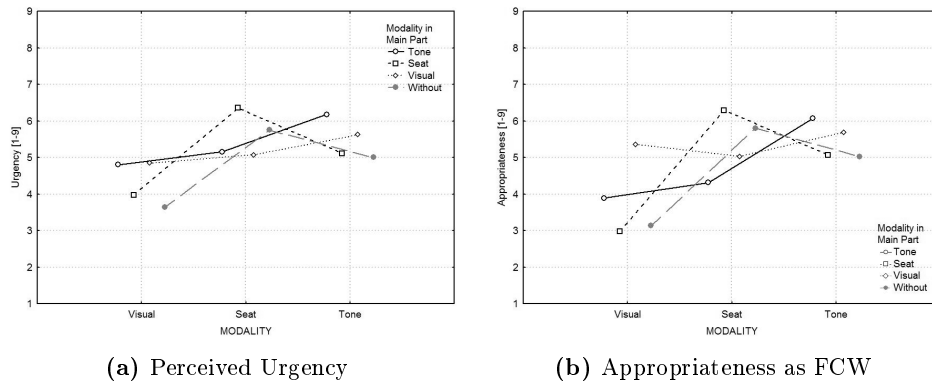 9
8
7
6
5
4
3
2
1
Urgency [1-9]
Visual
Seat
Tone
MODALITY
Modality in
Main Part
Tone
Seat
Visual
Without
(a) Perceived Urgency
9
8
7
6
5
4
3
2
1
Appropriateness [1-9]
Visual
Seat
Tone
MODALITY
Modality in
Main Part
Tone
Seat
Visual
Without
(b) Appropriateness as FCW